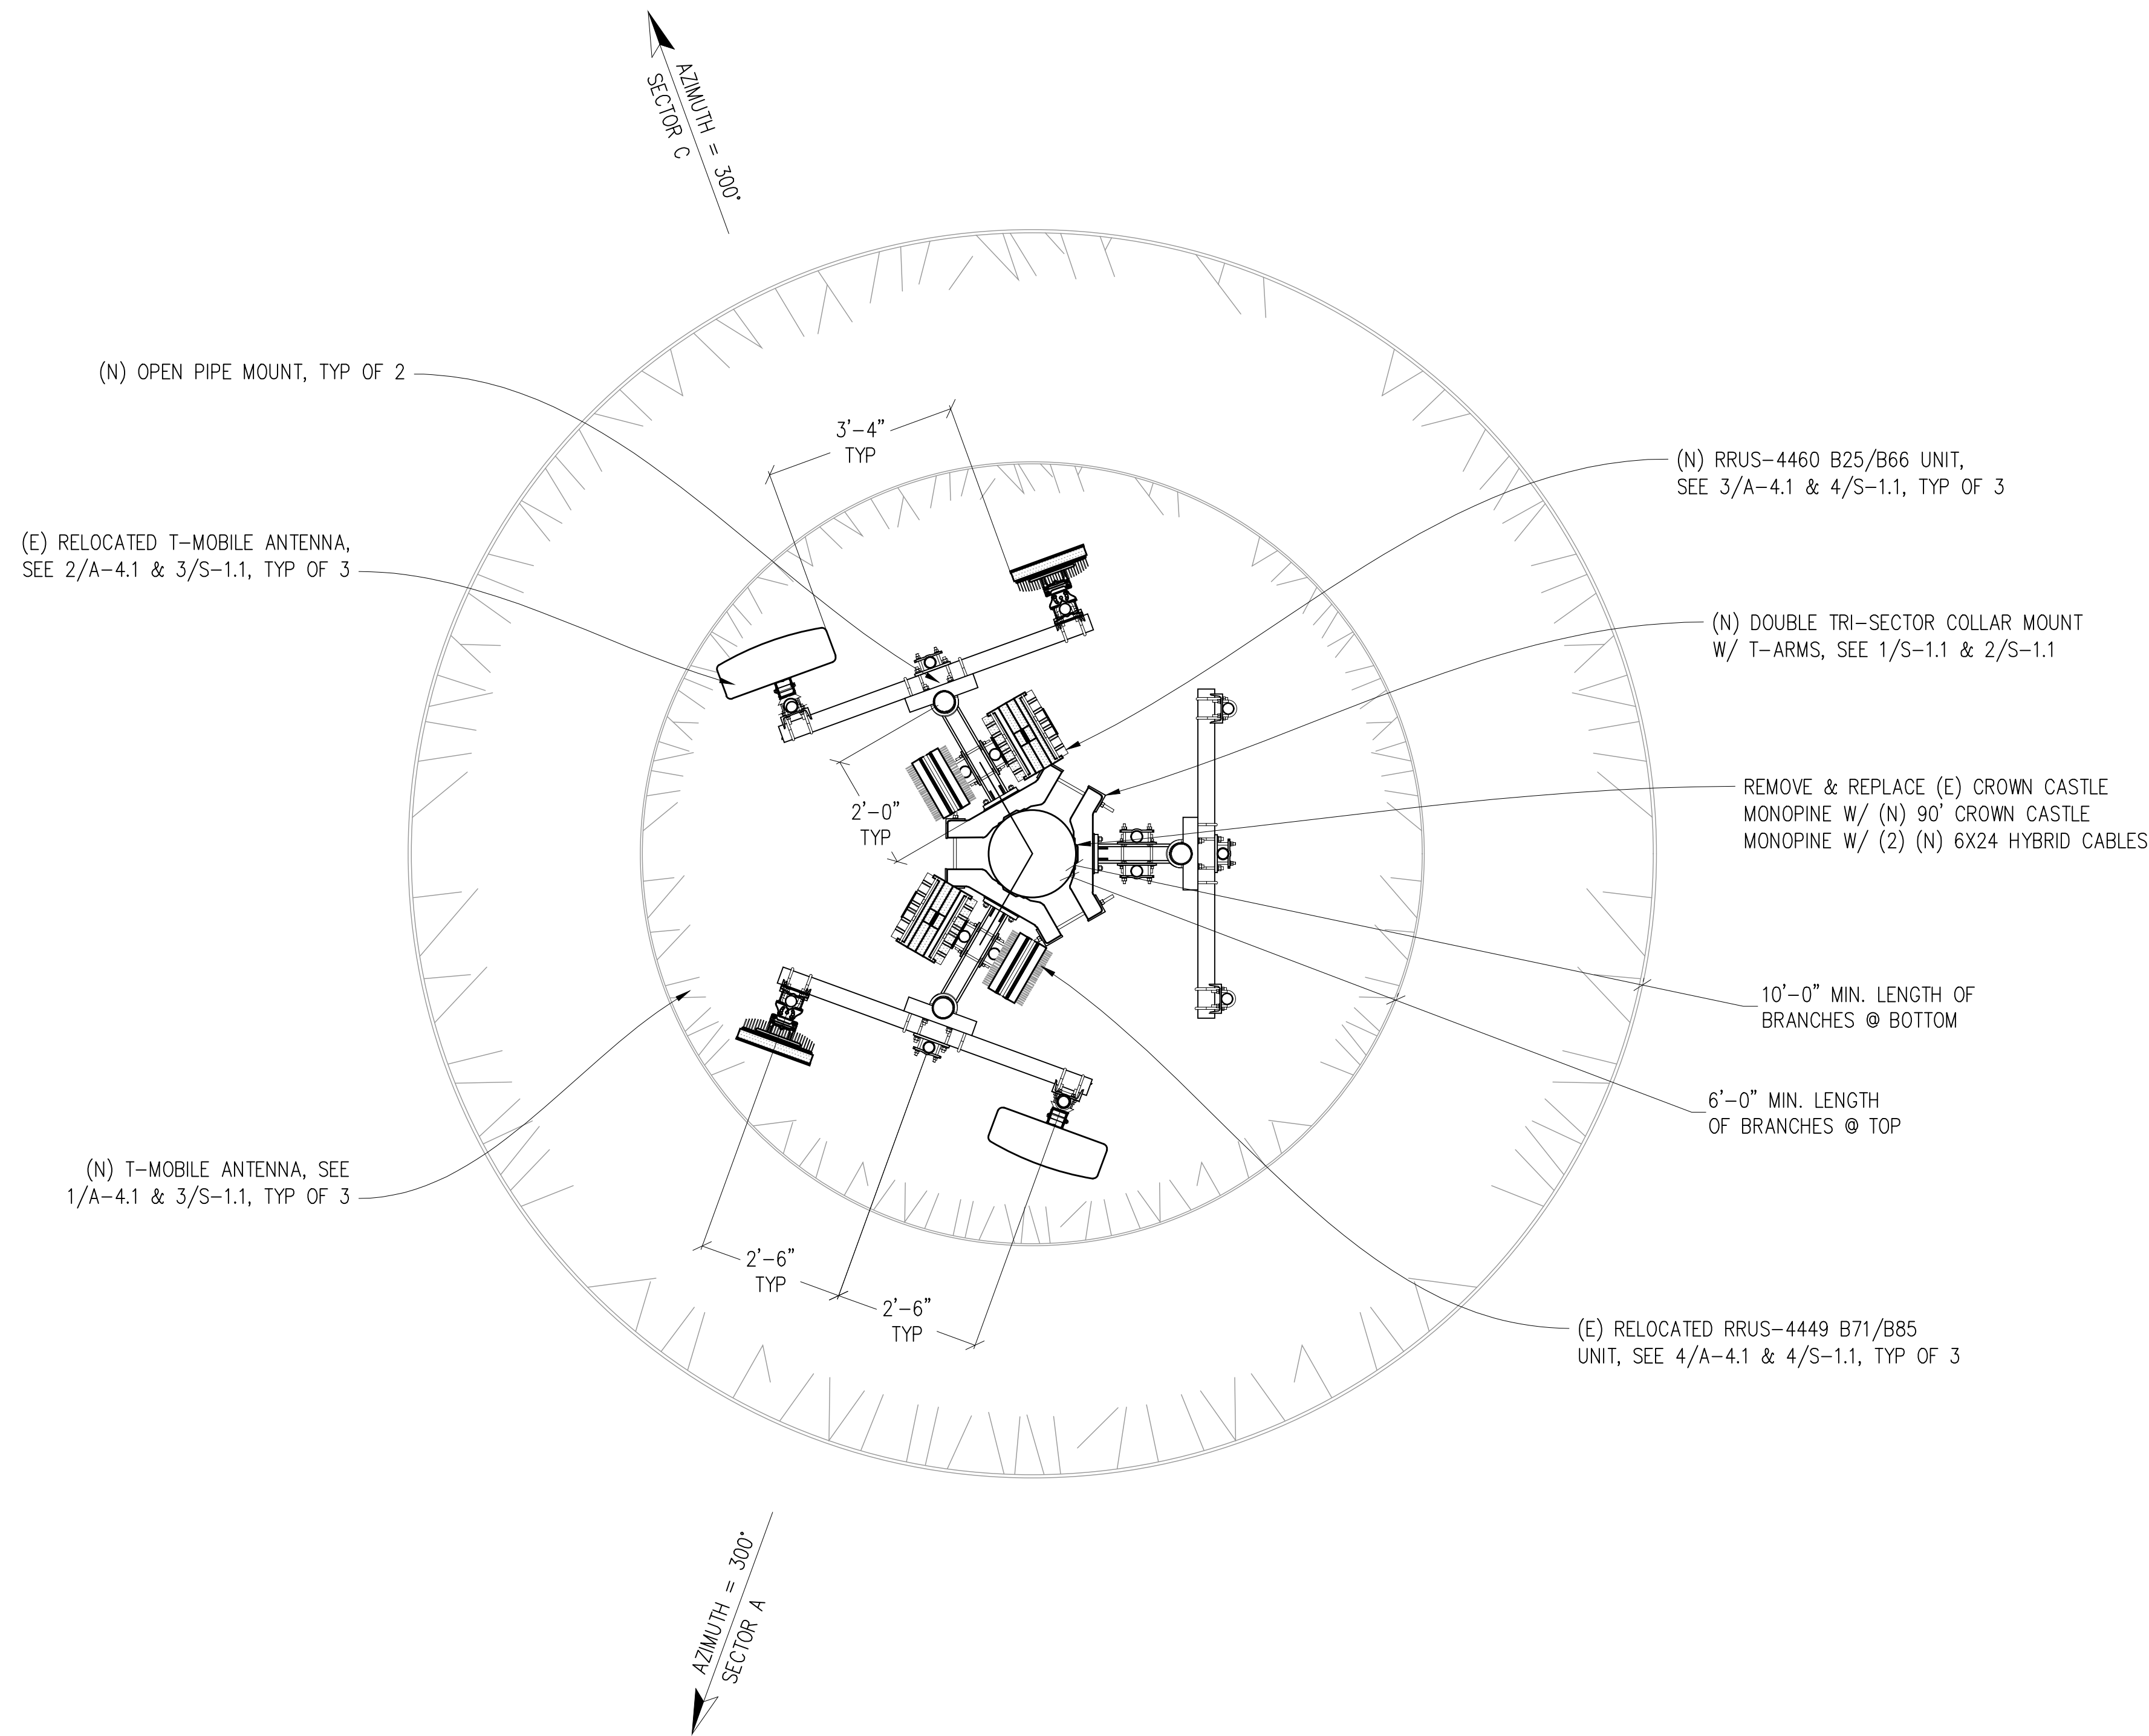 AZIMUTH = 300°
SECTOR C
(N) OPEN PIPE MOUNT, TYP OF 2
3'-4"
TYP
(N) RRUS-4460 B25/B66 UNIT,
SEE 3/A-4.1 & 4/S-1.1, TYP OF 3
(E) RELOCATED T-MOBILE ANTENNA,
SEE 2/A-4.1 & 3/S-1.1, TYP OF 3
(N) DOUBLE TRI-SECTOR COLLAR MOUNT
W/ T-ARMS, SEE 1/S-1.1 & 2/S-1.1
2'-0"
TYP
REMOVE & REPLACE (E) CROWN CASTLE
MONOPINE W/ (N) 90' CROWN CASTLE
MONOPINE W/ (2) (N) 6X24 HYBRID CABLES
10'-0" MIN. LENGTH OF
BRANCHES @ BOTTOM
6'-0" MIN. LENGTH
OF BRANCHES @ TOP
(N) T-MOBILE ANTENNA, SEE
1/A-4.1 & 3/S-1.1, TYP OF 3
2'-6"
TYP
2'-6"
TYP
(E) RELOCATED RRUS-4449 B71/B85
UNIT, SEE 4/A-4.1 & 4/S-1.1, TYP OF 3
AZIMUTH = 300°
SECTOR A